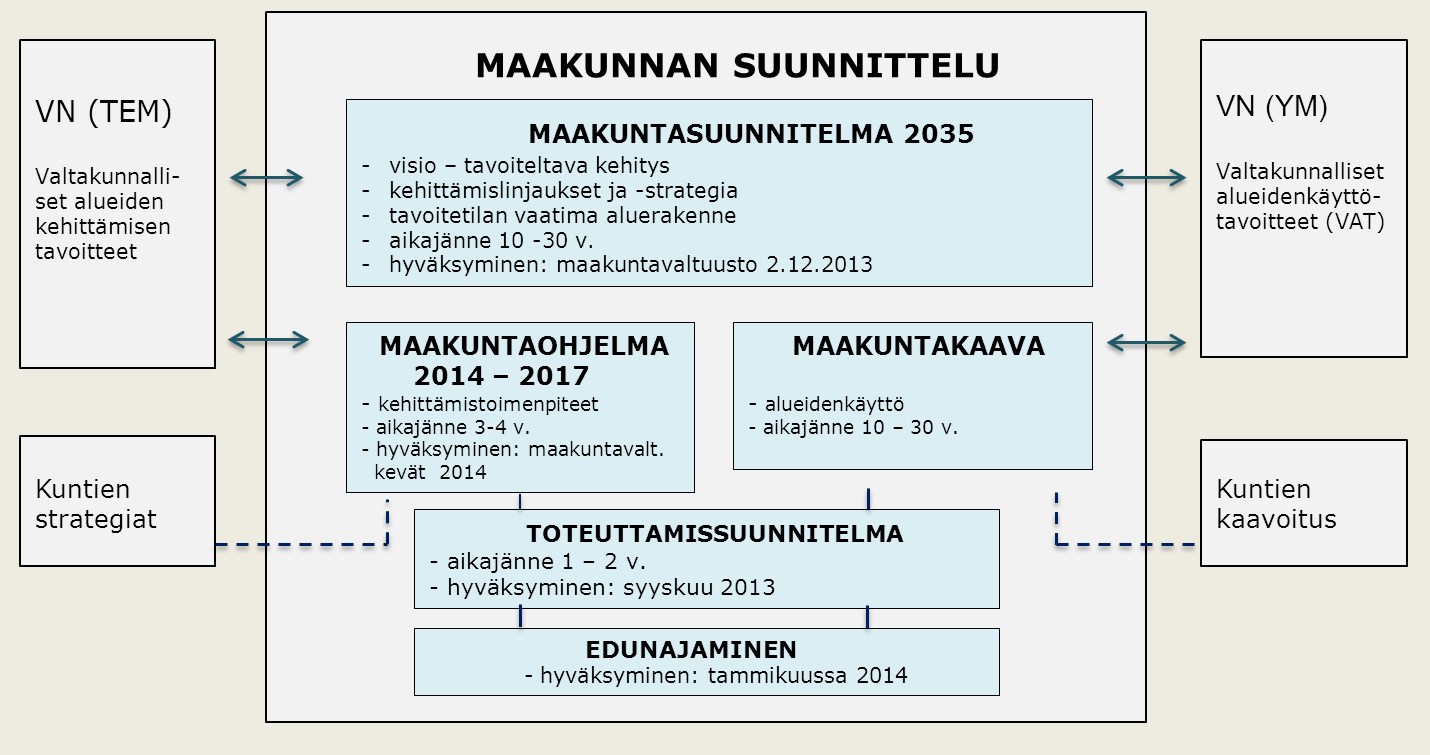 MAAKUNNAN SUUNNITTELU
VN (TEM)
Valtakunnalli-
set alueiden
kehittämisen
tavoitteet
MAAKUNTASUUNNITELMA 2035
- visio – tavoiteltava kehitys
- kehittämislinjaukset ja -strategia
- tavoitetilan vaatima aluerakenne
- aikajänne 10 -30 v.
- hyväksyminen: maakuntavaltuusto 2.12.2013
VN (YM)
Valtakunnalliset
alueidenkäyttö-
tavoitteet (VAT)
MAAKUNTAOHJELMA
2014 – 2017
- kehittämistoimenpiteet
- aikajänne 3-4 v.
- hyväksyminen: maakuntavalt.
kevät 2014
MAAKUNTAKAAVA
- alueidenkäyttö
- aikajänne 10 – 30 v.
Kuntien
strategiat
Kuntien
kaavoitus
TOTEUTTAMISSUUNNITELMA
- aikajänne 1 – 2 v.
- hyväksyminen: syyskuu 2013
EDUNAJAMINEN
- hyväksyminen: tammikuussa 2014